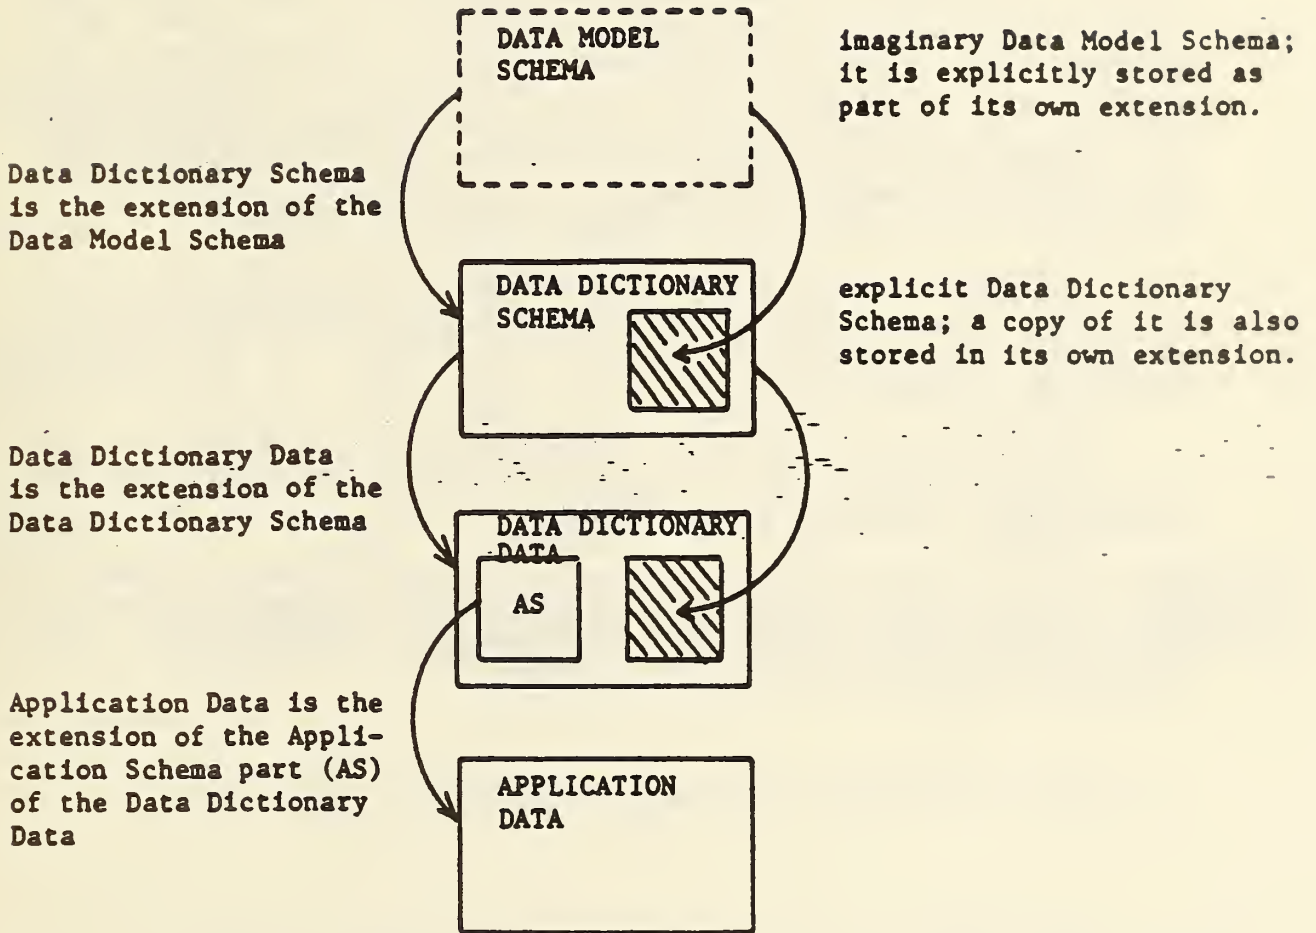 DATA MODEL
SCHEMA
imaginary Data Model Schema;
it is explicitly stored as
part of its own extension.
Data Dictionary Schema
is the extension of the
Data Model Schema
DATA DICTIONARY
SCHEMA
explicit Data Dictionary
Schema; a copy of it is also
stored in its own extension.
Data Dictionary Data
is the extension of the
Data Dictionary Schema
DATA DICTIONARY
DATA
AS
Application Data is the
extension of the Appli-
cation Schema part (AS)
of the Data Dictionary
Data
APPLICATION
DATA